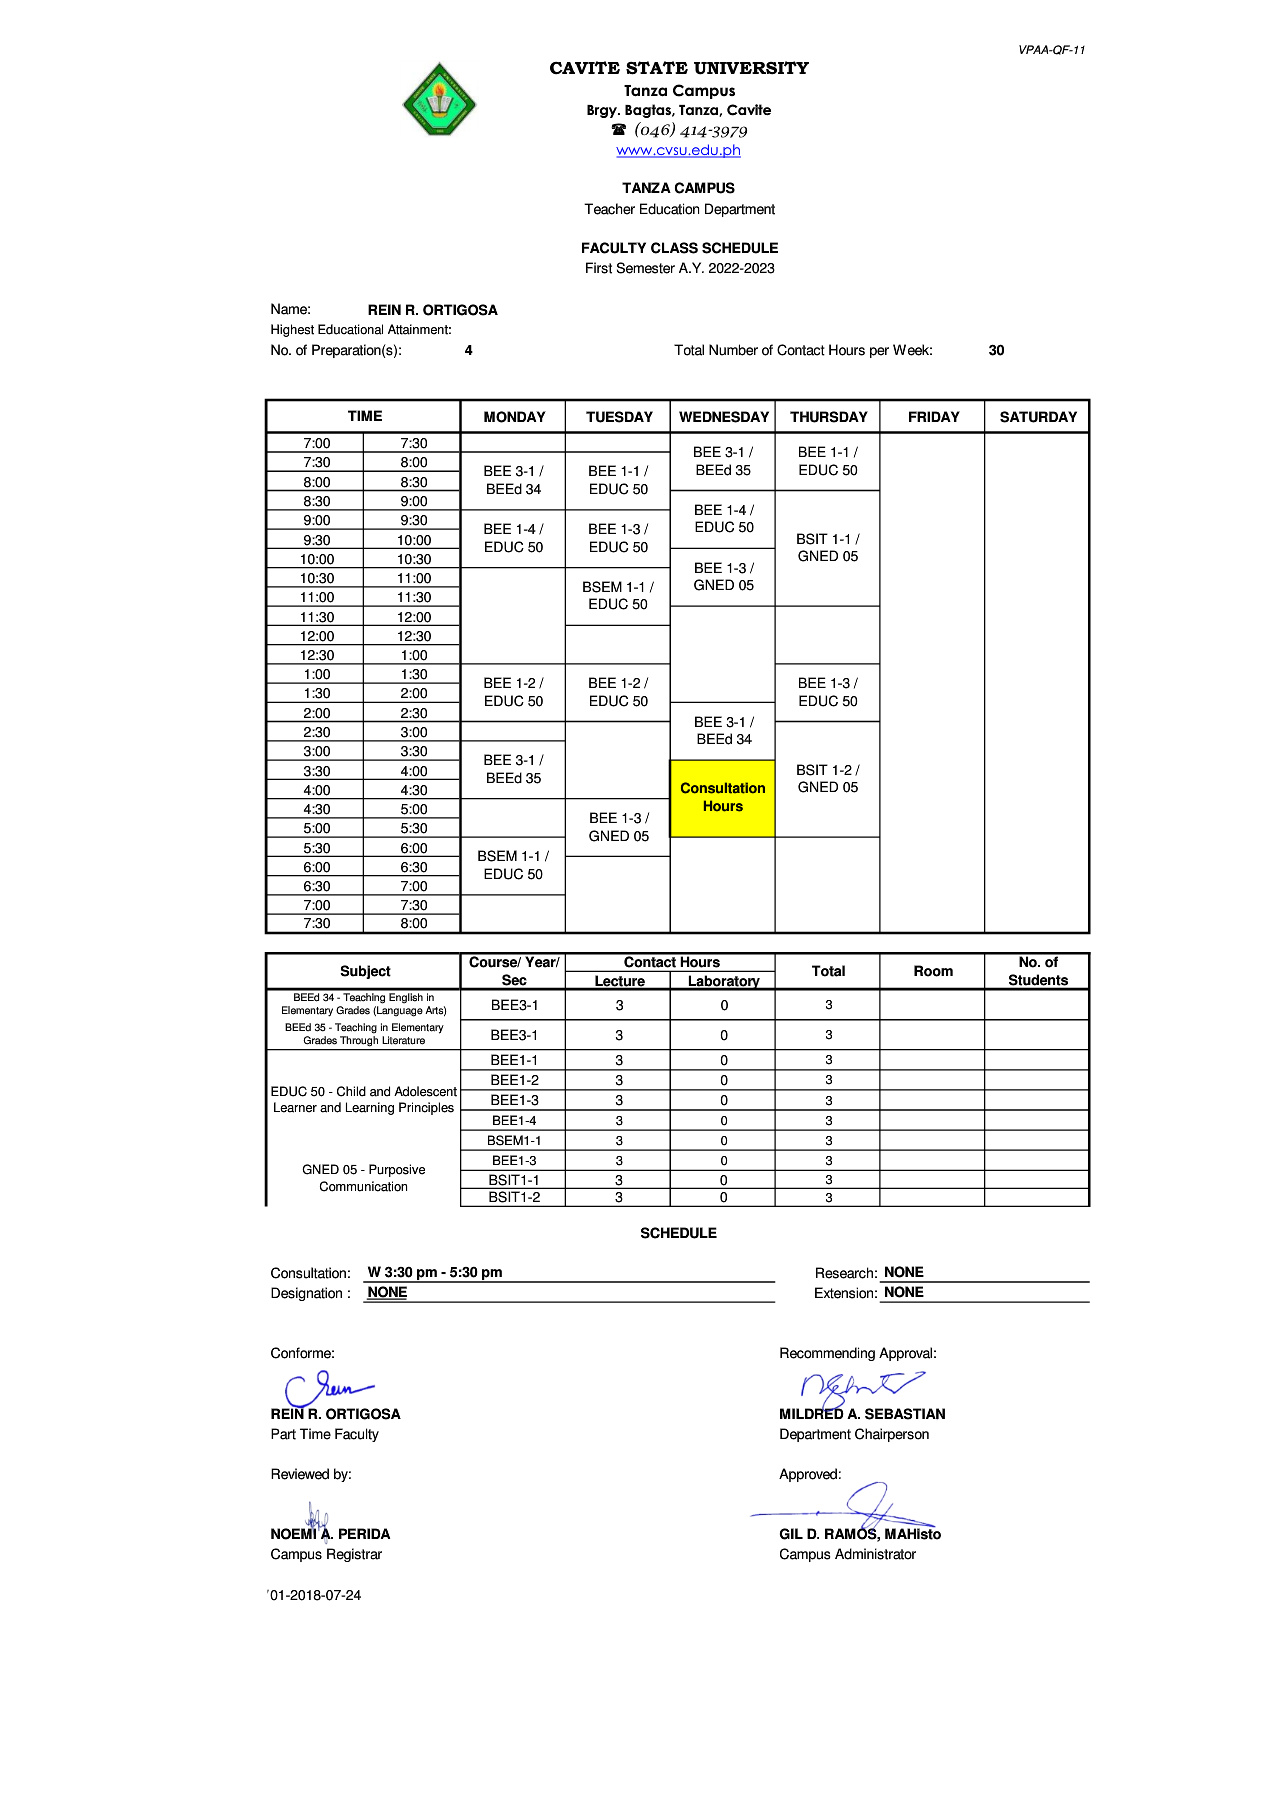 VPAA-QF-11
CAVITE STATE UNIVERSITY
Tanza Campus
Brgy. Bagtas, Tanza, Cavite
☎ (046) 414-3979
www.cvsu.edu.ph
TANZA CAMPUS
Teacher Education Department
FACULTY CLASS SCHEDULE
First Semester A.Y. 2022-2023
Name: REIN R. ORTIGOSA
Highest Educational Attainment:
No. of Preparation(s): 4 Total Number of Contact Hours per Week: 30
TIME MONDAY TUESDAY WEDNESDAY THURSDAY FRIDAY SATURDAY
7:00 7:30
7:30 8:00
8:00 8:30
8:30 9:00
9:00 9:30
9:30 10:00
10:00 10:30
10:30 11:00
11:00 11:30
11:30 12:00
12:00 12:30
12:30 1:00
1:00 1:30
1:30 2:00
2:00 2:30
2:30 3:00
3:00 3:30
3:30 4:00
4:00 4:30
4:30 5:00
5:00 5:30
5:30 6:00
6:00 6:30
6:30 7:00
7:00 7:30
7:30 8:00
BEE 3-1 /
BEEd 34
BEE 1-4 /
EDUC 50
BEE 1-2 /
EDUC 50
BEE 3-1 /
BEEd 35
BSEM 1-1 /
EDUC 50
BEE 1-1 /
EDUC 50
BEE 1-3 /
EDUC 50
BSEM 1-1 /
EDUC 50
BEE 1-2 /
EDUC 50
BEE 1-3 /
GNED 05
BEE 3-1 /
BEEd 35
BEE 1-4 /
EDUC 50
BEE 1-3 /
GNED 05
BEE 3-1 /
BEEd 34
Consultation
Hours
BEE 1-1 /
EDUC 50
BSIT 1-1 /
GNED 05
BEE 1-3 /
EDUC 50
BSIT 1-2 /
GNED 05
Subject Course/ Year/ Sec Contact Hours Total Room No. of Students
Lecture Laboratory
BEEd 34 - Teaching English in
Elementary Grades (Language Arts) BEE3-1 3 0 3
BEEd 35 - Teaching in Elementary
Grades Through Literature BEE3-1 3 0 3
EDUC 50 - Child and Adolescent
Learner and Learning Principles
BEE1-1 3 0 3
BEE1-2 3 0 3
BEE1-3 3 0 3
BEE1-4 3 0 3
BSEM1-1 3 0 3
GNED 05 - Purposive
Communication
BEE1-3 3 0 3
BSIT1-1 3 0 3
BSIT1-2 3 0 3
SCHEDULE
Consultation: W 3:30 pm - 5:30 pm Research: NONE
Designation : NONE Extension: NONE
Conforme: Recommending Approval:
REIN R. ORTIGOSA MILDRED A. SEBASTIAN
Part Time Faculty Department Chairperson
Reviewed by: Approved:
NOEMI A. PERIDA GIL D. RAMOS, MAHisto
Campus Registrar Campus Administrator
'01-2018-07-24